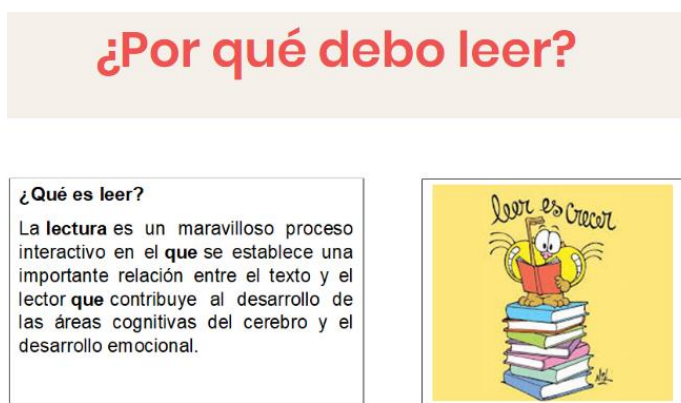 ¿Por qué debo leer?
¿Qué es leer?
La lectura es un maravilloso proceso
interactivo en el que se establece una
importante relación entre el texto y el
lector que contribuye al desarrollo de
las áreas cognitivas del cerebro y el
desarrollo emocional.
leer es crecer